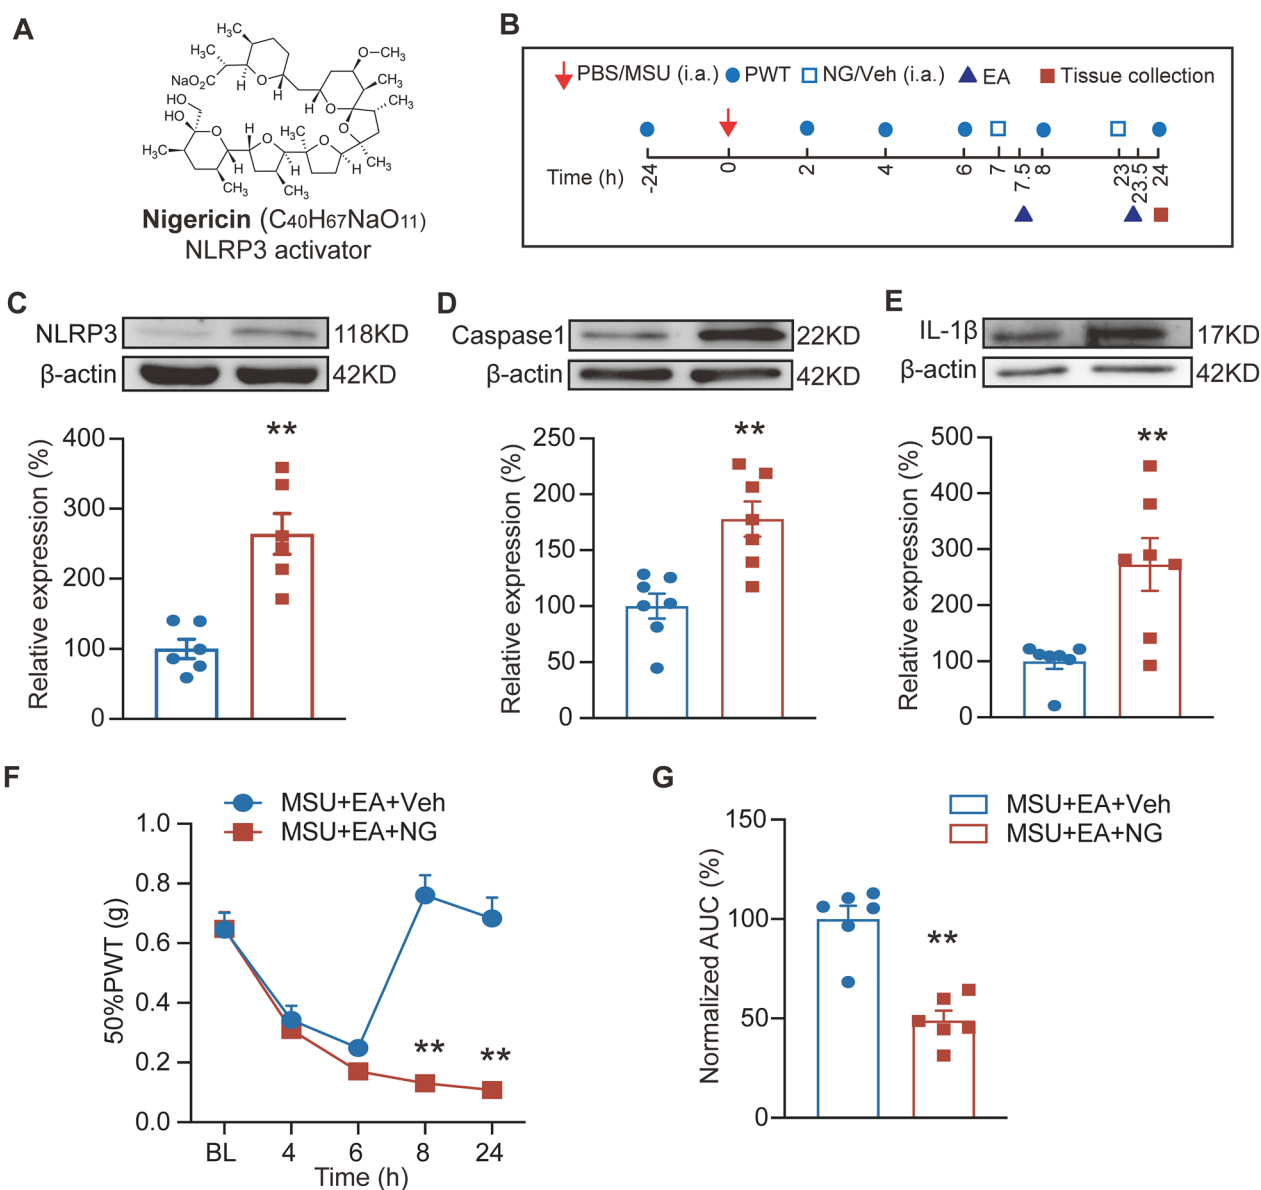 A
H₃C
H₃C
O
CH₃
NaO₂C
H
O
H
H
O
CH₃
HO
HO
O
CH₃
O
H
H₃C
O
H
O
H
O
H₃C
H
H
CH₃
CH₃
CH₃
Nigericin (C40H67NaO11)
NLRP3 activator
B
PBS/MSU (i.a.) PWT NG/Veh (i.a.) EA Tissue collection
Time (h) -24 0 2 4 6 7 7.5 8 23 23.5 24
C
NLRP3 118KD
β-actin 42KD
**
Relative expression (%)
400
300
200
100
0
D
Caspase1 22KD
β-actin 42KD
**
Relative expression (%)
250
200
150
100
50
0
E
IL-1β 17KD
β-actin 42KD
**
Relative expression (%)
500
400
300
200
100
0
F
MSU+EA+Veh
MSU+EA+NG
50%PWT (g)
1.0
0.8
0.6
0.4
0.2
0.0
** **
BL 4 6 8 24
Time (h)
G
MSU+EA+Veh
MSU+EA+NG
Normalized AUC (%)
150
100
50
0
**